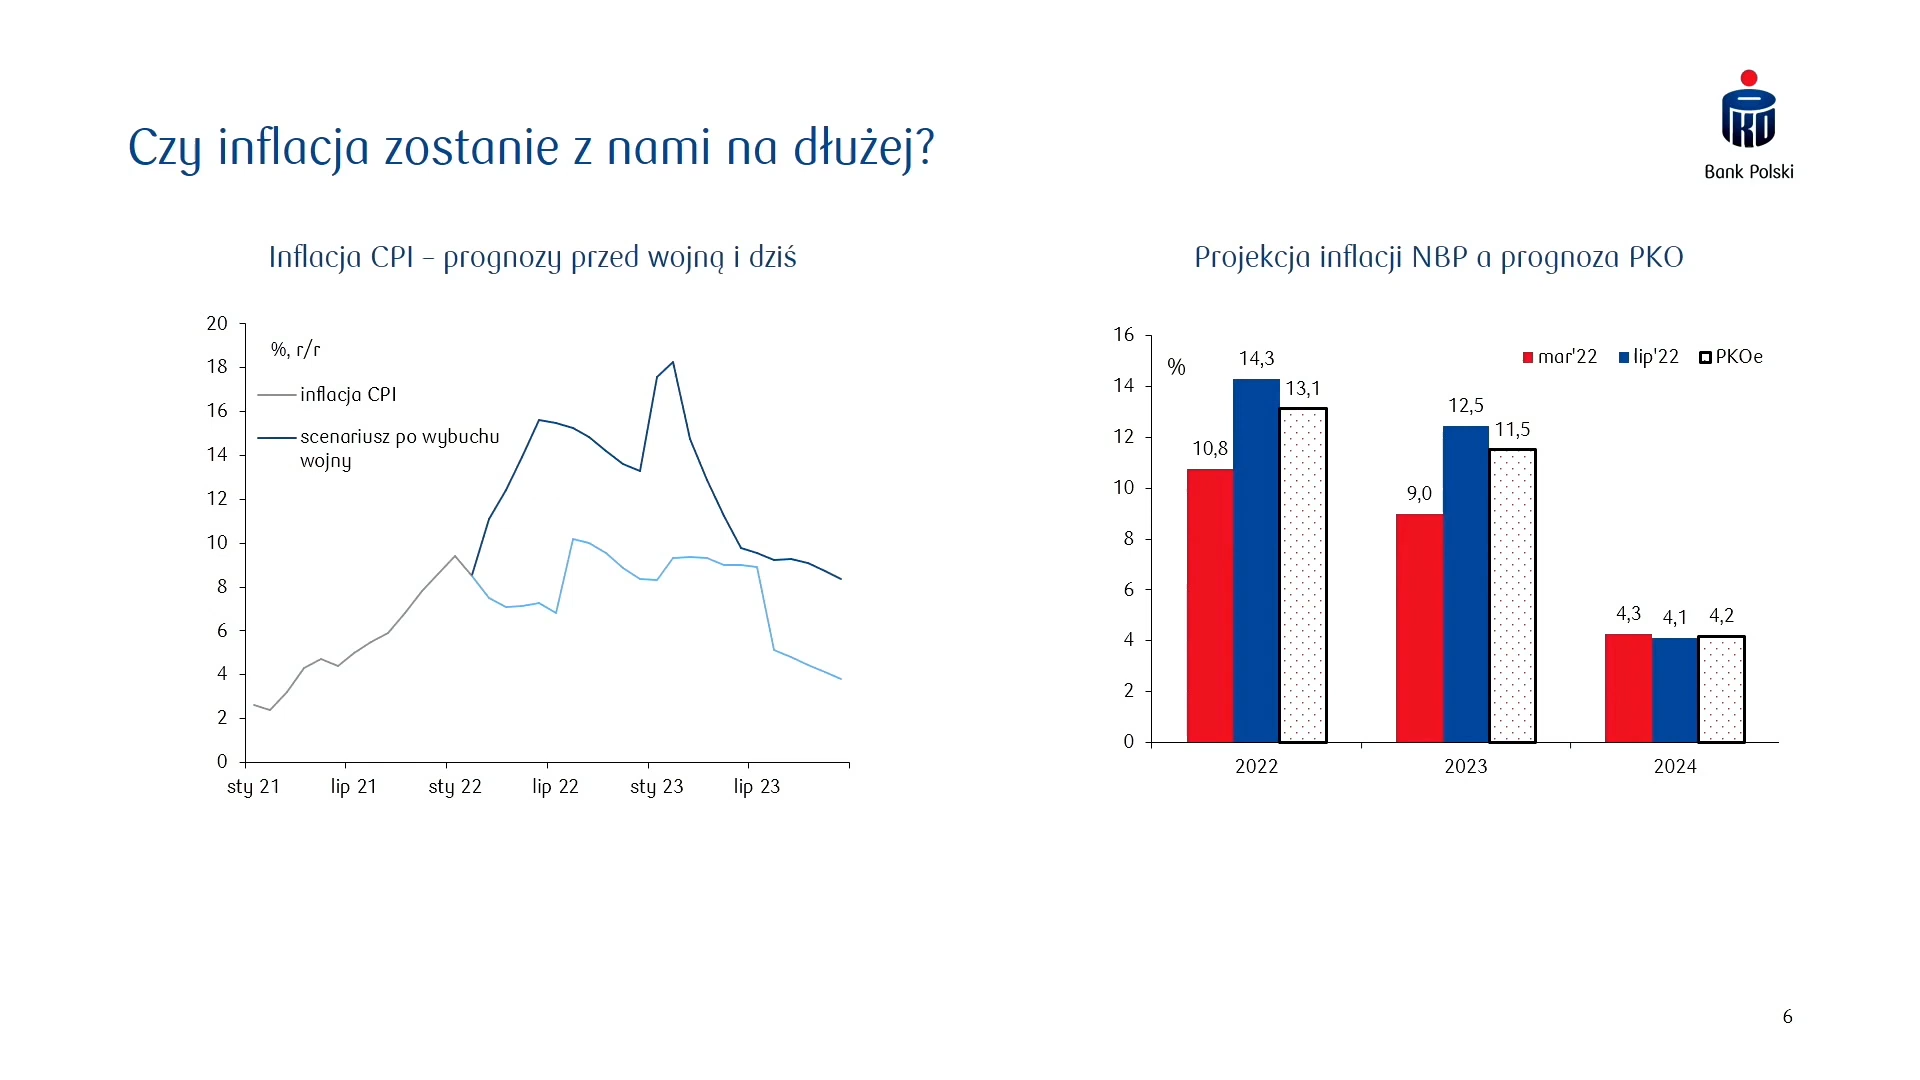 Czy inflacja zostanie z nami na dłużej?
PKO
Bank Polski
Inflacja CPI – prognozy przed wojną i dziś
20
18
16
14
12
10
8
6
4
2
0
%, r/r
inflacja CPI
scenariusz po wybuchu
wojny
sty 21
lip 21
sty 22
lip 22
sty 23
lip 23
Projekcja inflacji NBP a prognoza PKO
16
14
12
10
8
6
4
2
0
%
mar'22
lip'22
PKOe
10,8
14,3
13,1
9,0
12,5
11,5
4,3
4,1
4,2
2022
2023
2024
6